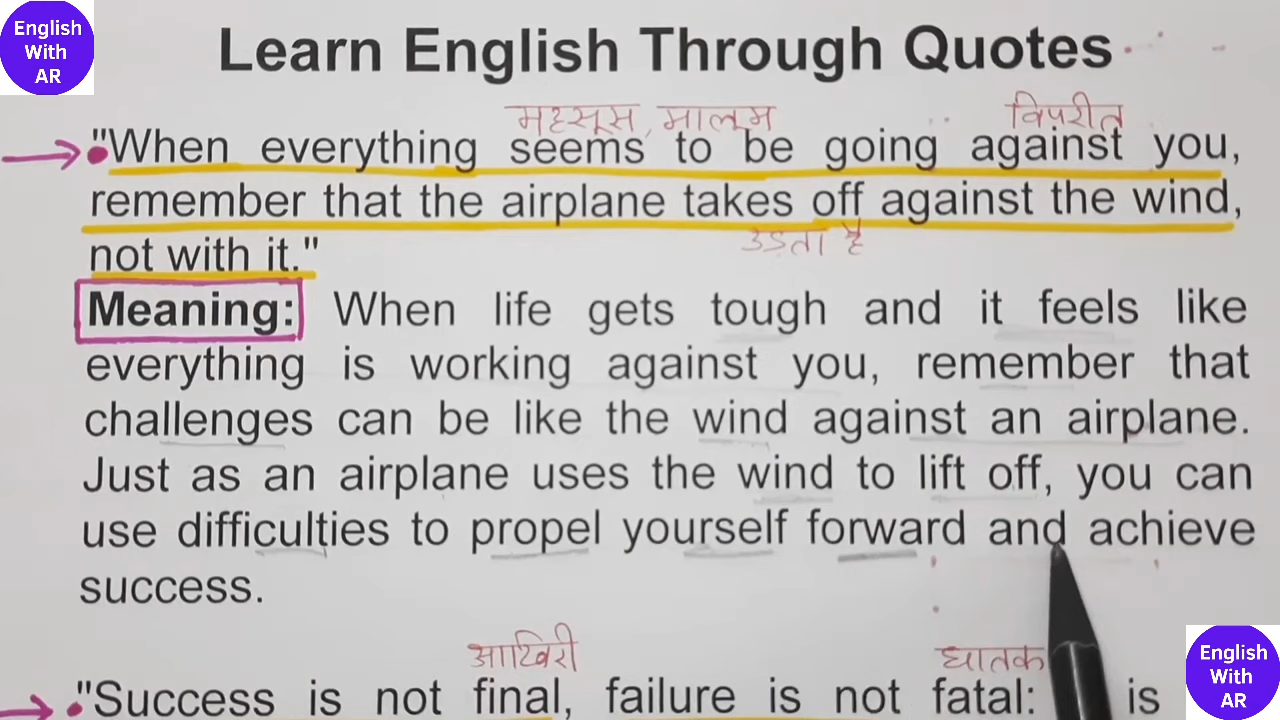 English
With
AR
Learn English Through Quotes
महसूस, मालूम विपरीत
"When everything seems to be going against you,
remember that the airplane takes off against the wind,
उड़ता है
not with it."
Meaning: When life gets tough and it feels like
everything is working against you, remember that
challenges can be like the wind against an airplane.
Just as an airplane uses the wind to lift off, you can
use difficulties to propel yourself forward and achieve
success.
आखिरी घातक
"Success is not final, failure is not fatal: is
English
With
AR